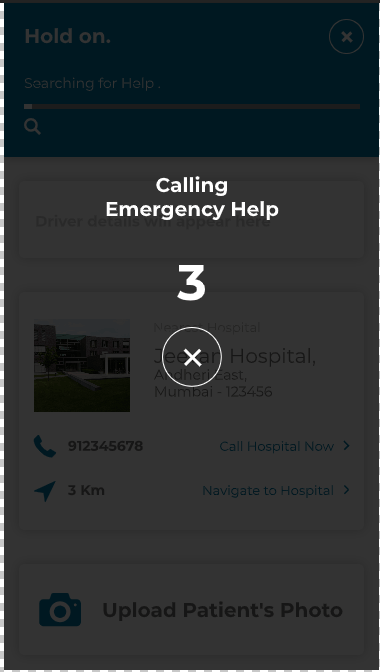 Hold on.
Searching for Help .
Calling
Emergency Help
Driver details will appear here
3
Nearest Hospital
Jeevan Hospital,
Andheri East,
Mumbai - 123456
912345678
Call Hospital Now
3 Km
Navigate to Hospital
Upload Patient's Photo